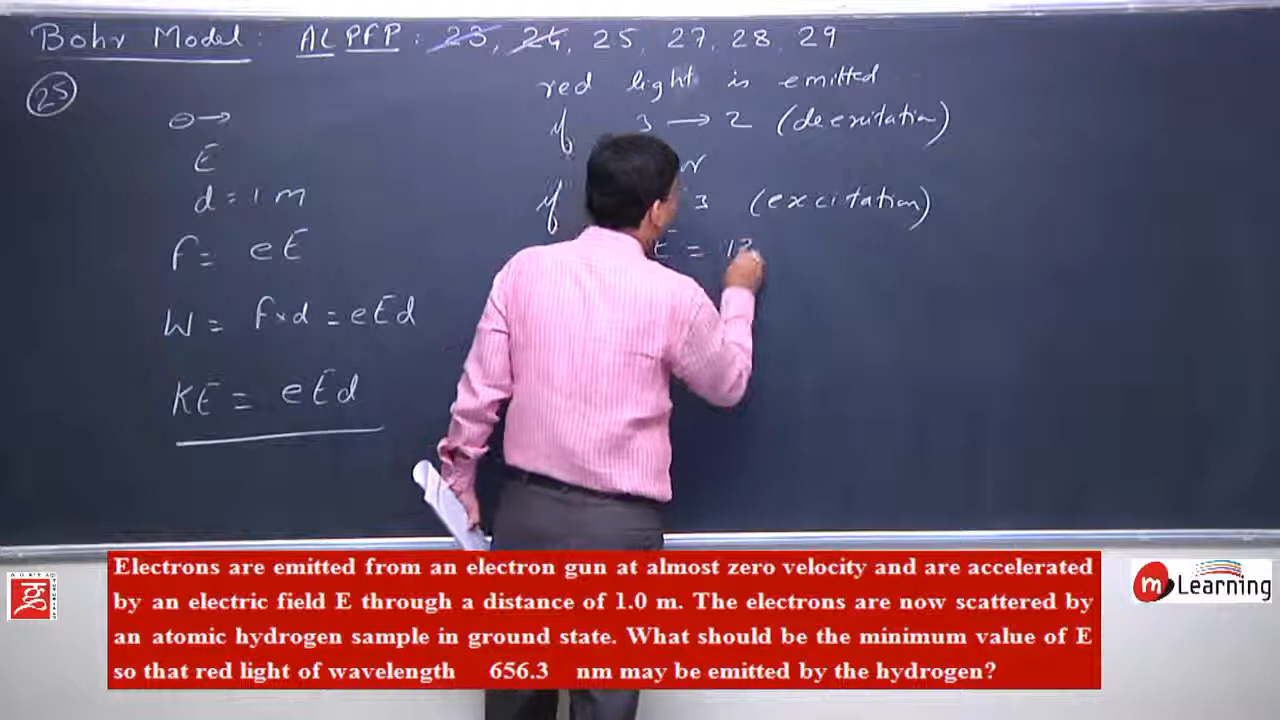 Bohr Model: ALPFP: 23, 24, 25, 27, 28, 29
25
red light is emitted
if 3 → 2 (deexcitation)
E
d = 1 m
if 3 (excitation)
F = eE
E = 13
W = F×d = eEd
KE = eEd
Electrons are emitted from an electron gun at almost zero velocity and are accelerated
by an electric field E through a distance of 1.0 m. The electrons are now scattered by
an atomic hydrogen sample in ground state. What should be the minimum value of E
so that red light of wavelength 656.3 nm may be emitted by the hydrogen?
m Learning